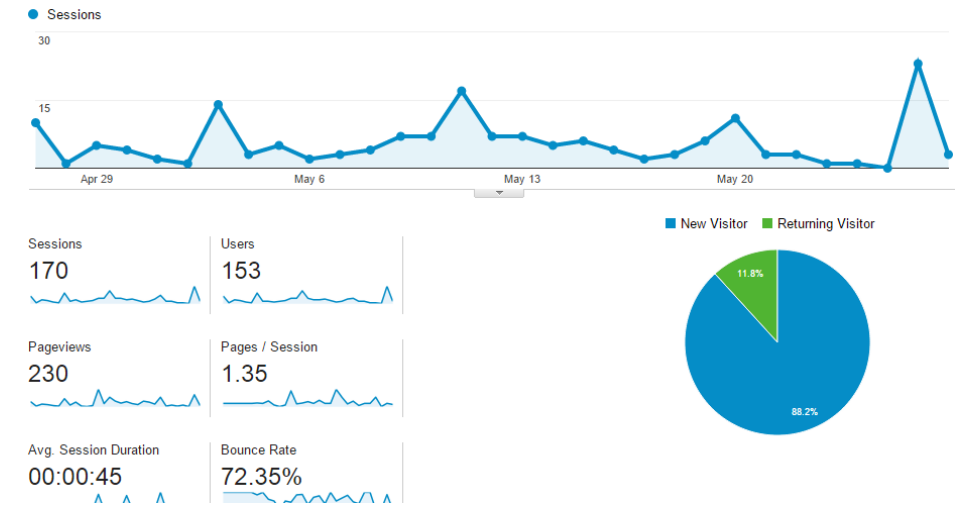 Sessions
30
15
Apr 29 May 6 May 13 May 20
New Visitor Returning Visitor
Sessions Users
170 153
11.8%
Pageviews Pages / Session
230 1.35
88.2%
Avg. Session Duration Bounce Rate
00:00:45 72.35%